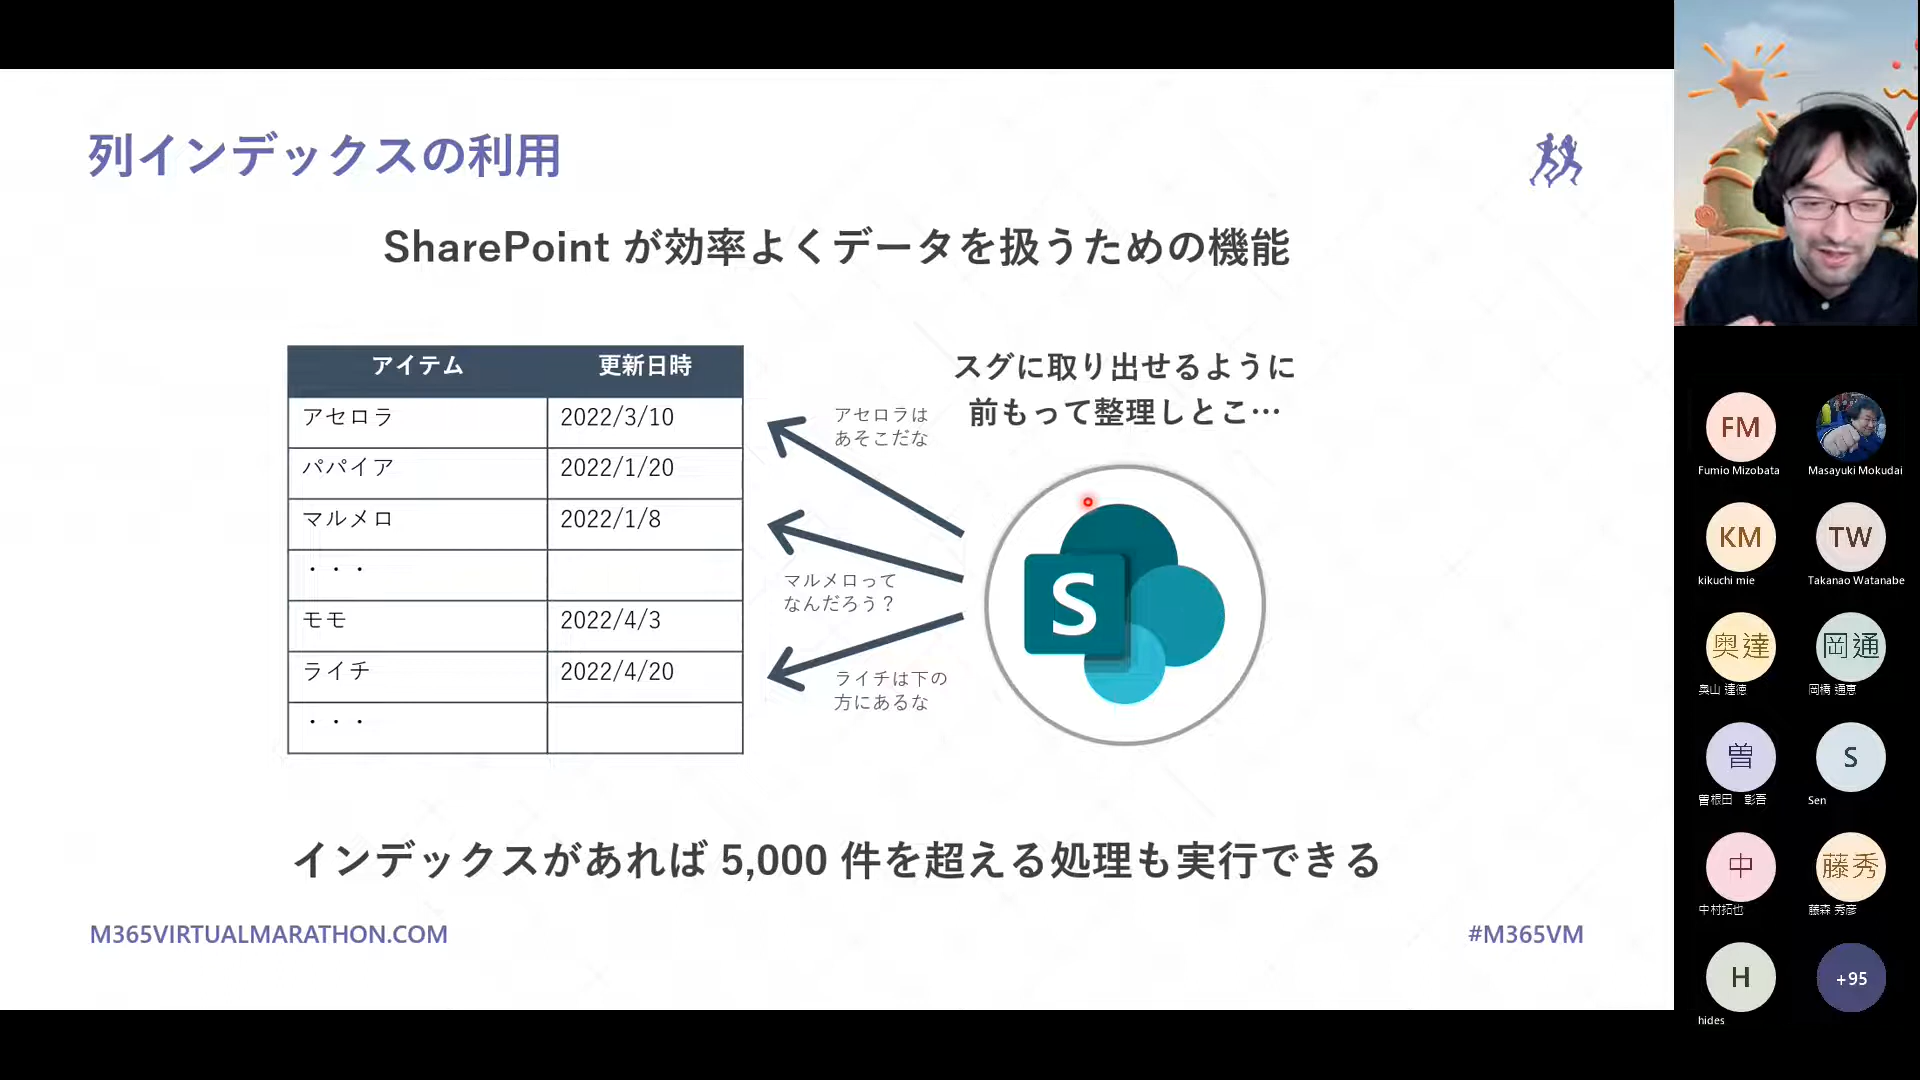 列インデックスの利用
SharePoint が効率よくデータを扱うための機能
アイテム 更新日時
アセロラ 2022/3/10
パパイア 2022/1/20
マルメロ 2022/1/8
・・・
モモ 2022/4/3
ライチ 2022/4/20
・・・
アセロラは
あそこだな
マルメロって
なんだろう？
ライチは下の
方にあるな
スグに取り出せるように
前もって整理しとこ…
S
インデックスがあれば 5,000 件を超える処理も実行できる
M365VIRTUALMARATHON.COM
#M365VM
FM
Fumio Mizobata
Masayuki Mokudai
KM
kikuchi mie
TW
Takanao Watanabe
奥達
奥山 達徳
岡通
岡橋 通恵
曽
曽根田 彰吾
S
Sen
中
中村拓也
藤秀
藤森 秀彦
H
hides
+95